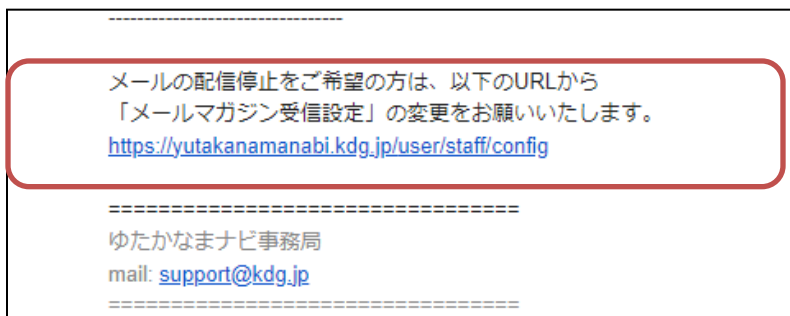 ---------------------------------
メールの配信停止をご希望の方は、以下のURLから
「メールマガジン受信設定」の変更をお願いいたします。
https://yutakanamanabi.kdg.jp/user/staff/config
=================================
ゆたかなまナビ事務局
mail: support@kdg.jp
=================================